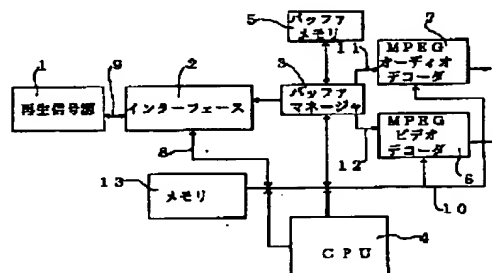 5
バッファ
メモリ
11
7
MPEG
オーディオ
デコーダ
1
9
2
3
再生信号源
インターフェース
バッファ
マネージャ
8
12
MPEG
ビデオ
デコーダ
6
13
メモリ
10
CPU
4